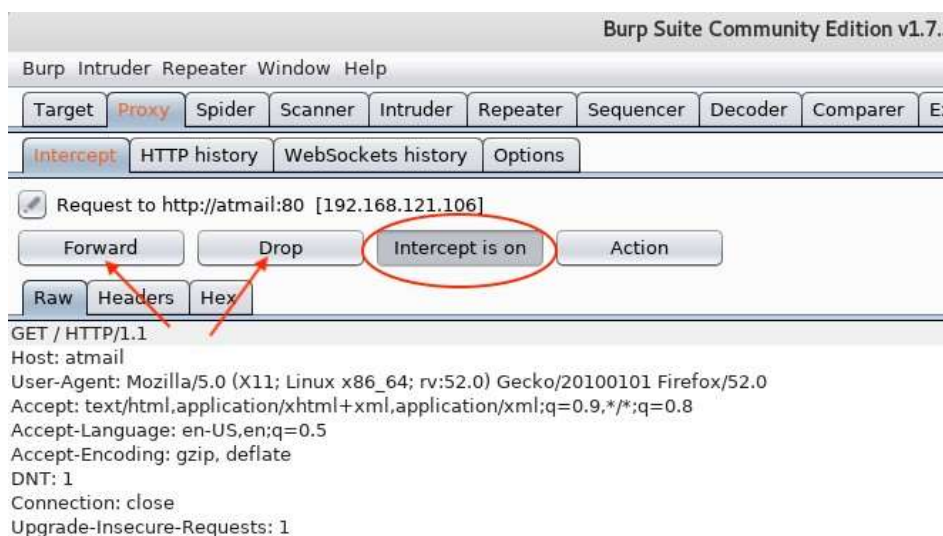 Burp Suite Community Edition v1.7.
Burp Intruder Repeater Window Help
Target Proxy Spider Scanner Intruder Repeater Sequencer Decoder Comparer
Intercept HTTP history WebSockets history Options
Request to http://atmail:80 [192.168.121.106]
Forward Drop Intercept is on Action
Raw Headers Hex
GET / HTTP/1.1
Host: atmail
User-Agent: Mozilla/5.0 (X11; Linux x86_64; rv:52.0) Gecko/20100101 Firefox/52.0
Accept: text/html,application/xhtml+xml,application/xml;q=0.9,*/*;q=0.8
Accept-Language: en-US,en;q=0.5
Accept-Encoding: gzip, deflate
DNT: 1
Connection: close
Upgrade-Insecure-Requests: 1